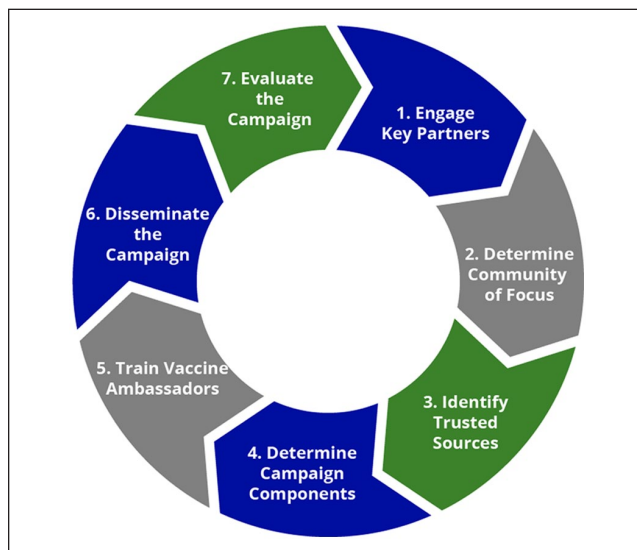 1. Engage
Key Partners
2. Determine
Community
of Focus
3. Identify
Trusted
Sources
4. Determine
Campaign
Components
5. Train Vaccine
Ambassadors
6. Disseminate
the
Campaign
7. Evaluate
the
Campaign